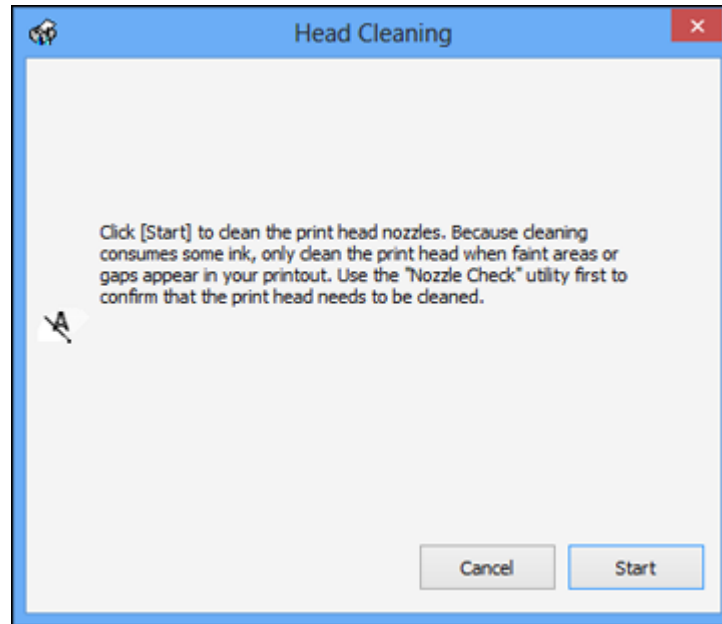 Head Cleaning
Click [Start] to clean the print head nozzles. Because cleaning
consumes some ink, only clean the print head when faint areas or
gaps appear in your printout. Use the "Nozzle Check" utility first to
confirm that the print head needs to be cleaned.
A
Cancel
Start